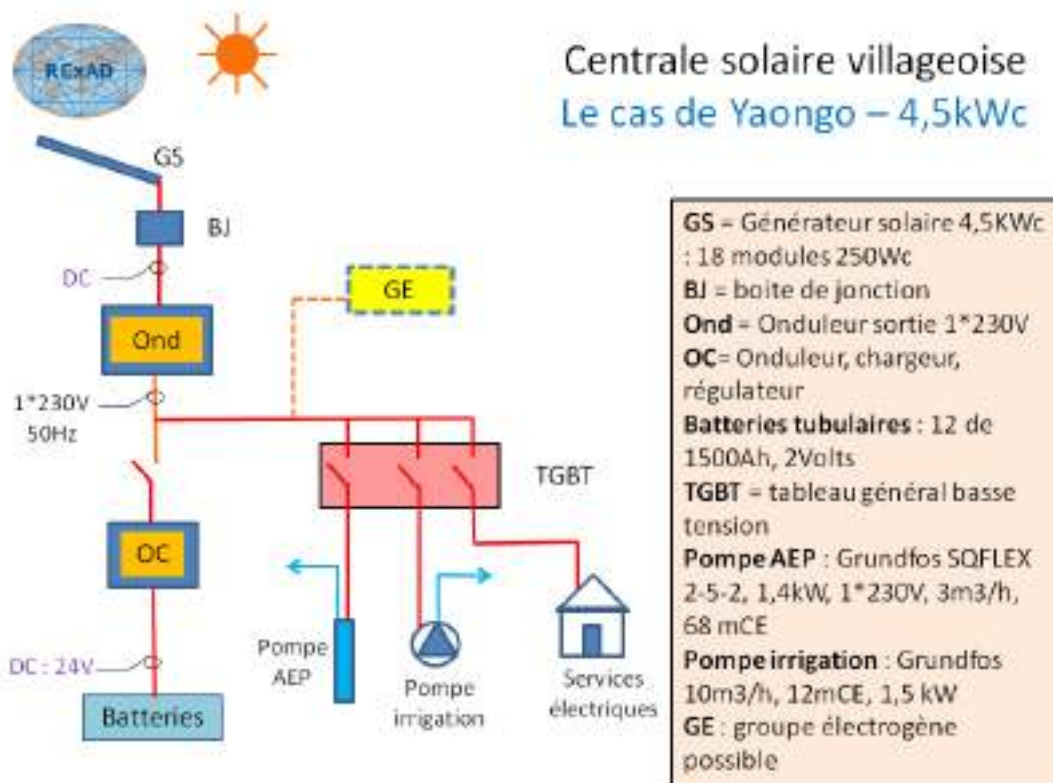 RExAD
Centrale solaire villageoise
Le cas de Yaongo – 4,5kWc
GS
BJ
DC
GE
Ond
1*230V
50Hz
TGBT
OC
DC : 24V
Batteries
Pompe
AEP
Pompe
irrigation
Services
électriques
GS = Générateur solaire 4,5KWc
: 18 modules 250Wc
BJ = boite de jonction
Ond = Onduleur sortie 1*230V
OC= Onduleur, chargeur,
régulateur
Batteries tubulaires : 12 de
1500Ah, 2Volts
TGBT = tableau général basse
tension
Pompe AEP : Grundfos SQFLEX
2-5-2, 1,4kW, 1*230V, 3m3/h,
68 mCE
Pompe irrigation : Grundfos
10m3/h, 12mCE, 1,5 kW
GE : groupe électrogène
possible